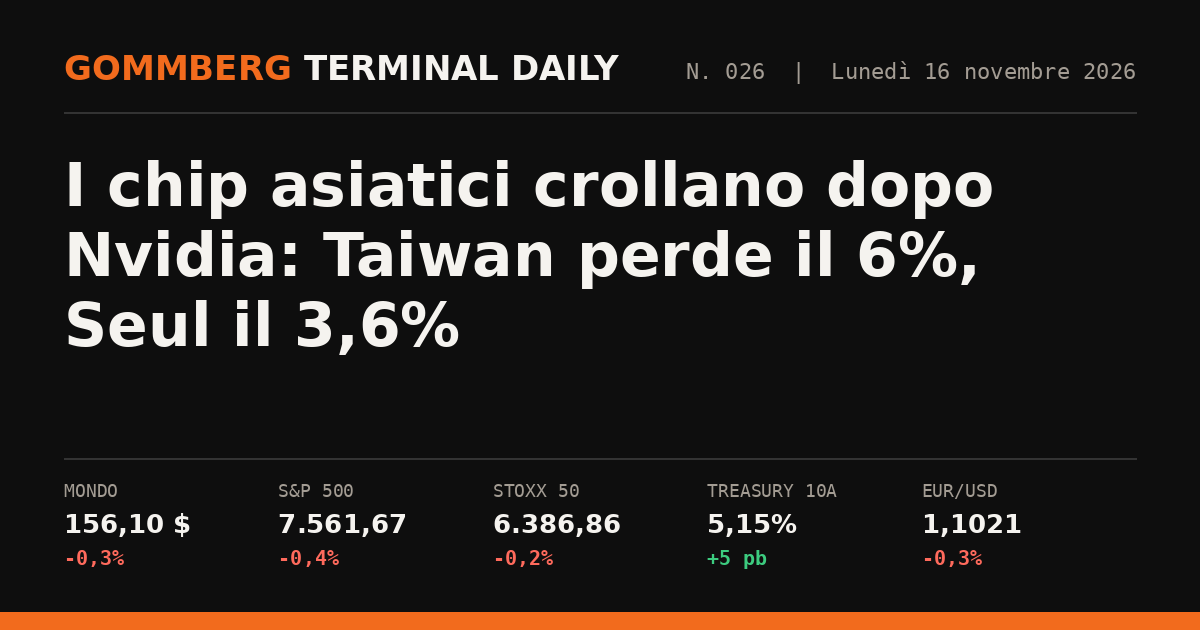 GOMMBERG TERMINAL DAILY N. 026 | Lunedì 16 novembre 2026
I chip asiatici crollano dopo
Nvidia: Taiwan perde il 6%,
Seul il 3,6%
MONDO S&P 500 STOXX 50 TREASURY 10A EUR/USD
156,10 $ 7.561,67 6.386,86 5,15% 1,1021
-0,3% -0,4% -0,2% +5 pb -0,3%